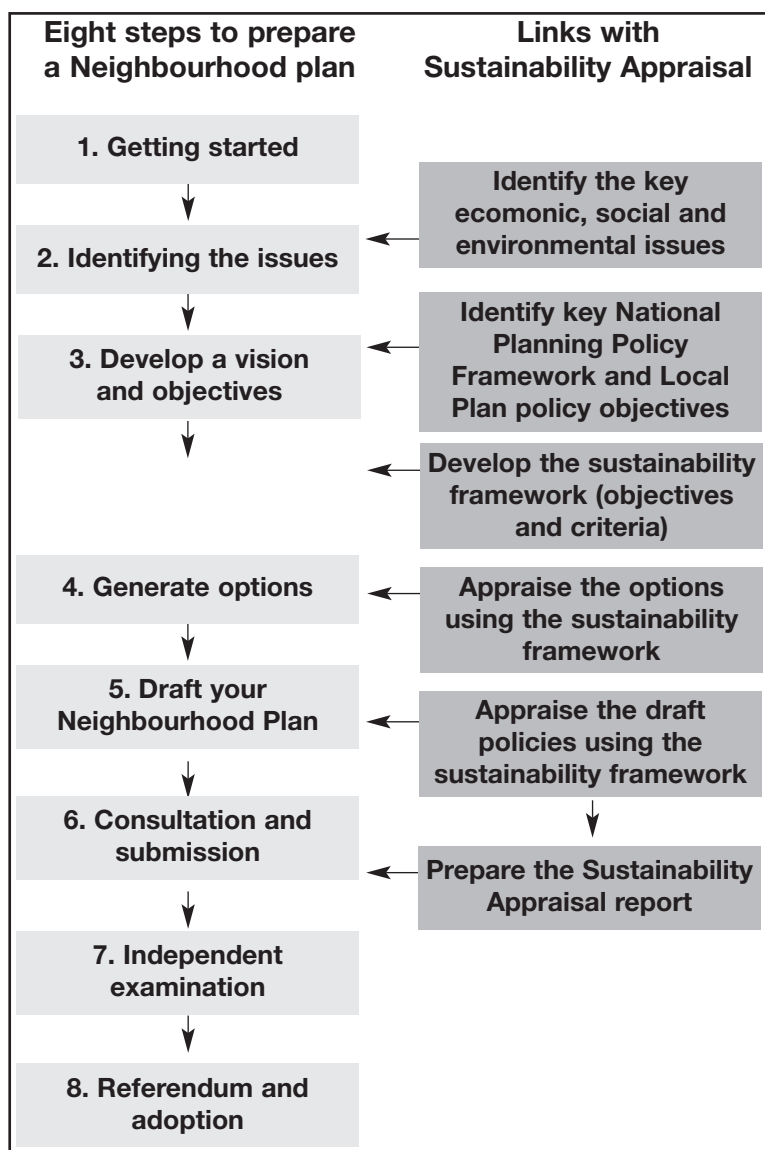 Eight steps to prepare
a Neighbourhood plan
Links with
Sustainability Appraisal
1. Getting started
Identify the key
ecomonic, social and
environmental issues
2. Identifying the issues
Identify key National
Planning Policy
Framework and Local
Plan policy objectives
3. Develop a vision
and objectives
Develop the sustainability
framework (objectives
and criteria)
4. Generate options
Appraise the options
using the sustainability
framework
5. Draft your
Neighbourhood Plan
Appraise the draft
policies using the
sustainability framework
6. Consultation and
submission
Prepare the Sustainability
Appraisal report
7. Independent
examination
8. Referendum and
adoption